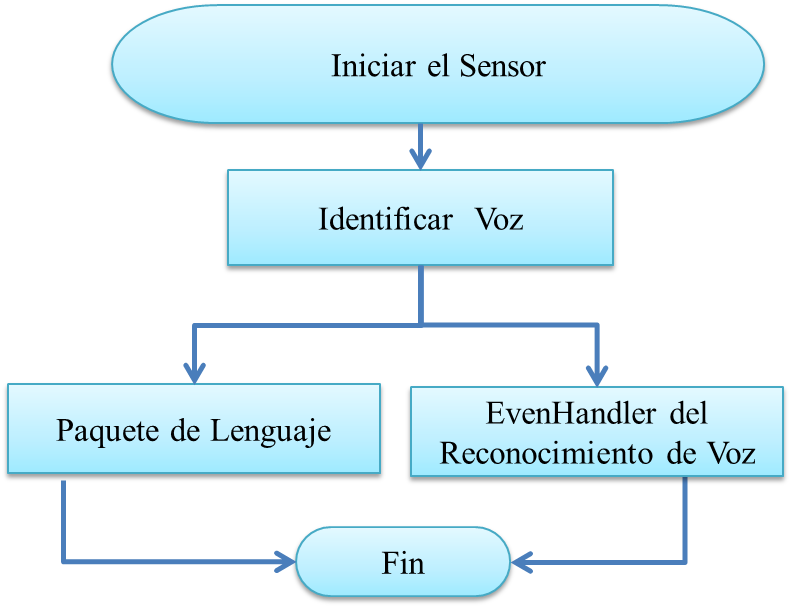 Iniciar el Sensor
Identificar Voz
Paquete de Lenguaje
EvenHandler del
Reconocimiento de Voz
Fin